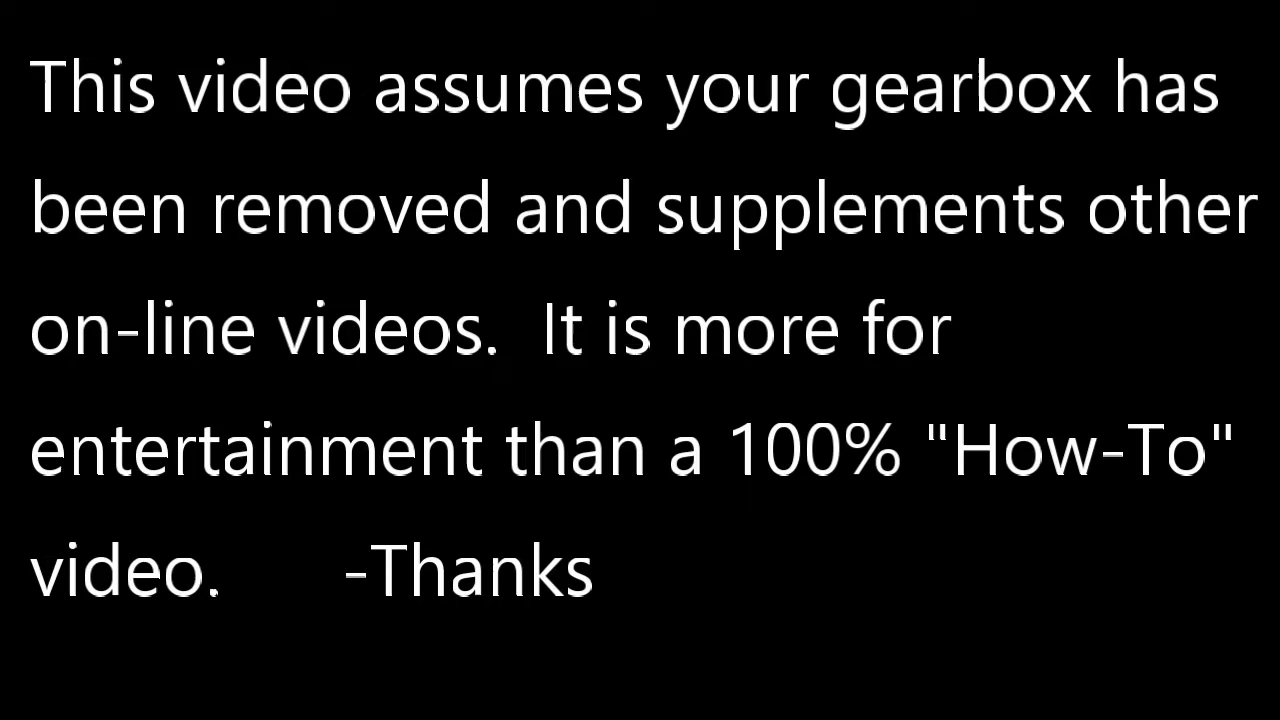 This video assumes your gearbox has
been removed and supplements other
on-line videos.  It is more for
entertainment than a 100% "How-To"
video.      -Thanks